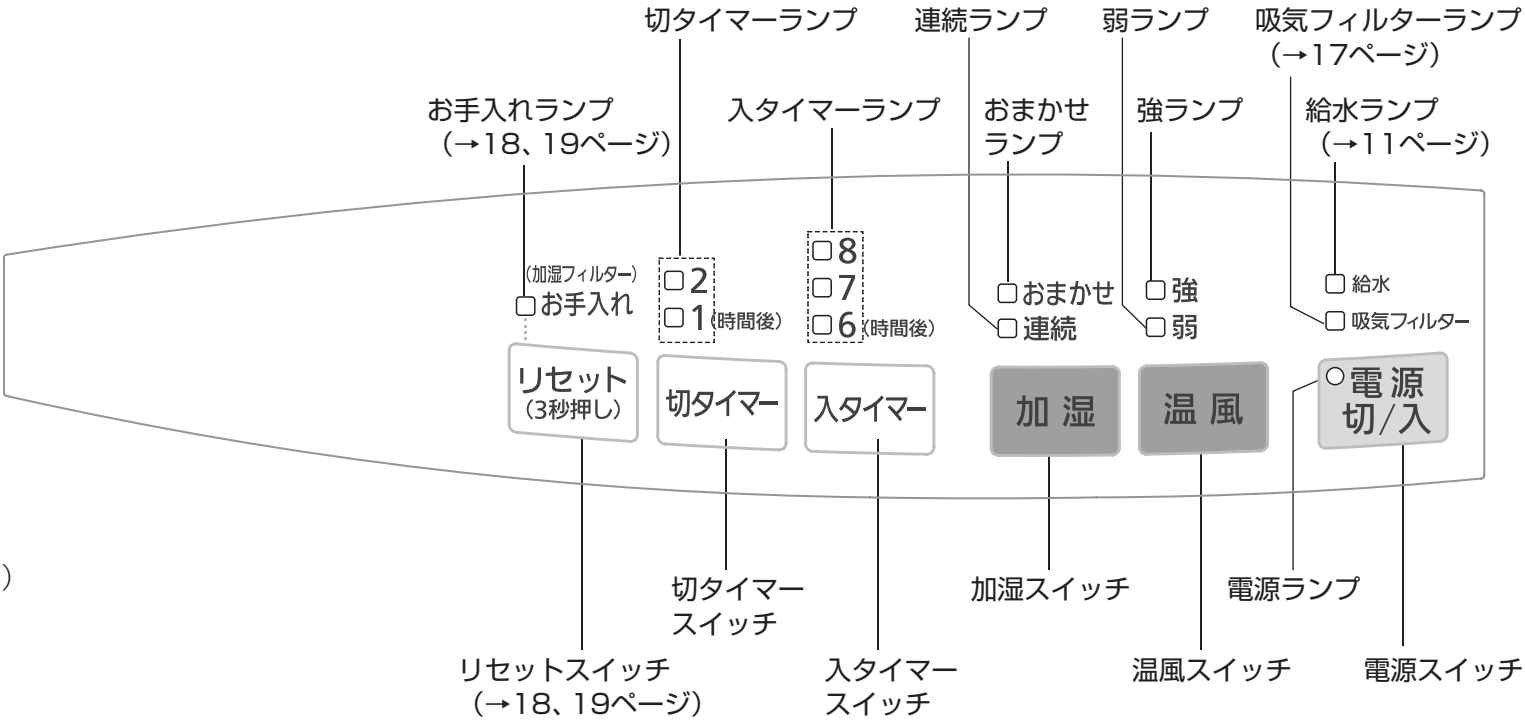 切タイマーランプ
連続ランプ
弱ランプ
吸気フィルターランプ
(→17ページ)
お手入れランプ
(→18、19ページ)
入タイマーランプ
おまかせ
ランプ
強ランプ
給水ランプ
(→11ページ)
(加湿フィルター)
お手入れ
2
1(時間後)
8
7
6(時間後)
おまかせ
連続
強
弱
給水
吸気フィルター
リセット
(3秒押し)
切タイマー
入タイマー
加湿
温風
電源
切/入
)
切タイマー
スイッチ
加湿スイッチ
電源ランプ
リセットスイッチ
(→18、19ページ)
入タイマー
スイッチ
温風スイッチ
電源スイッチ